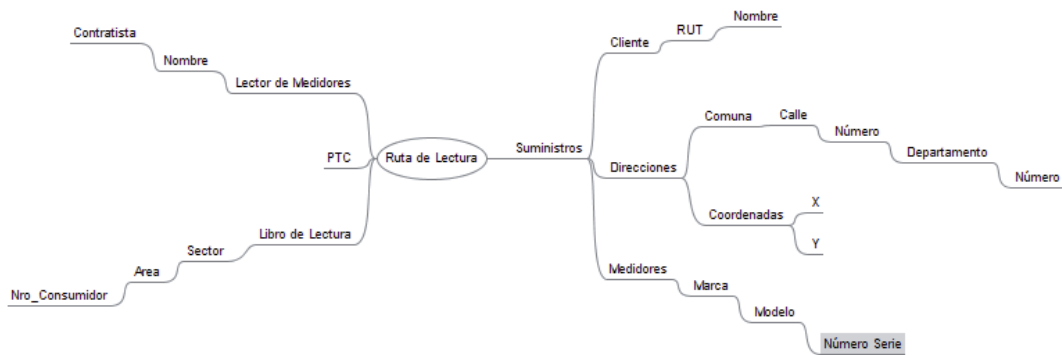 Ruta de Lectura
Lector de Medidores
Nombre
Contratista
PTC
Libro de Lectura
Sector
Area
Nro_Consumidor
Suministros
Cliente
RUT
Nombre
Direcciones
Comuna
Calle
Número
Departamento
Número
Coordenadas
X
Y
Medidores
Marca
Modelo
Número Serie